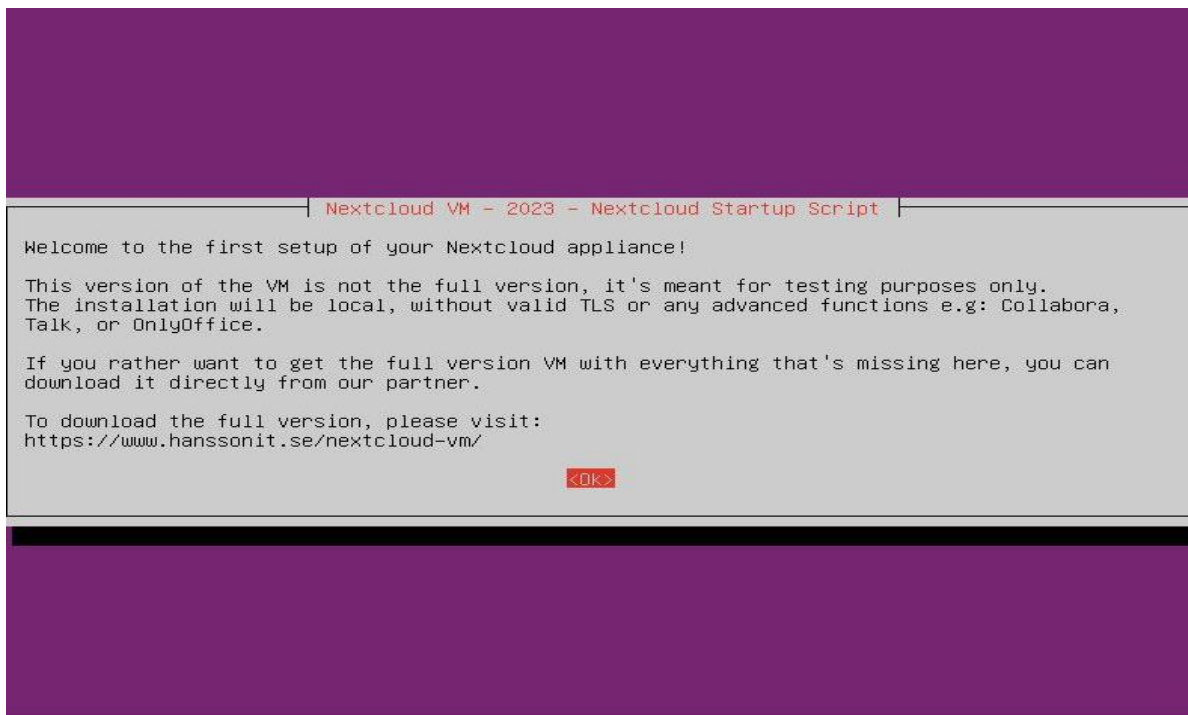 Nextcloud VM - 2023 - Nextcloud Startup Script
Welcome to the first setup of your Nextcloud appliance!
This version of the VM is not the full version, it's meant for testing purposes only.
The installation will be local, without valid TLS or any advanced functions e.g: Collabora,
Talk, or OnlyOffice.
If you rather want to get the full version VM with everything that's missing here, you can
download it directly from our partner.
To download the full version, please visit:
https://www.hanssonit.se/nextcloud-vm/
<Ok>